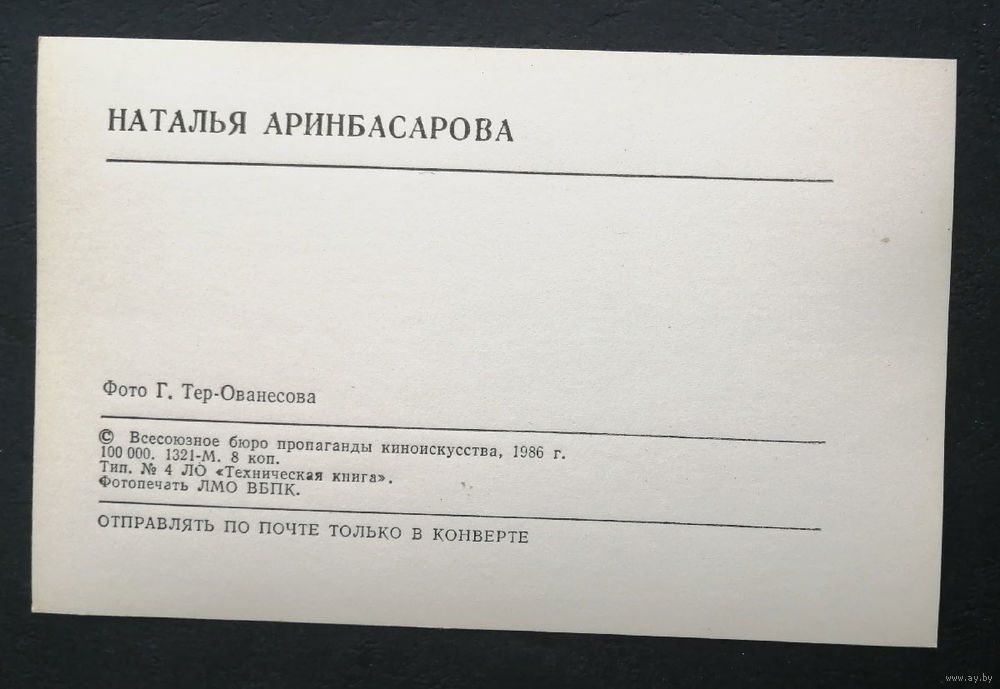 НАТАЛЬЯ АРИНБАСАРОВА
Фото Г. Тер-Ованесова
© Всесоюзное бюро пропаганды киноискусства, 1986 г.
100 000. 1321-М. 8 коп.
Тип. № 4 ЛО «Техническая книга».
Фотопечать ЛМО ВБПК.
ОТПРАВЛЯТЬ ПО ПОЧТЕ ТОЛЬКО В КОНВЕРТЕ
www.ay.by